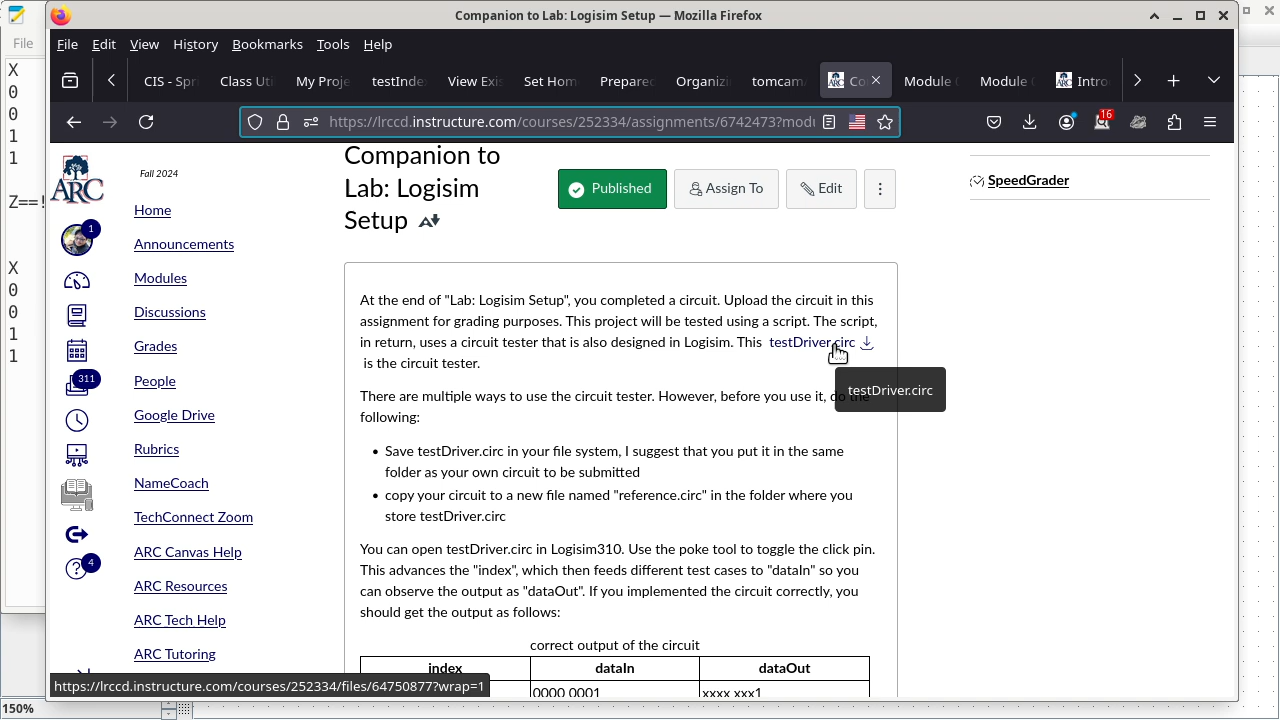 Companion to Lab: Logisim Setup — Mozilla Firefox
File
X
0
0
1
1
Z==!
X
0
0
1
1
150%
File Edit View History Bookmarks Tools Help
CIS - Spri
Class Uti
My Proje
testIndex
View Exis
Set Hom
Prepared
Organizi
tomcam
Co
Module
Module
Intro
https://lrccd.instructure.com/courses/252334/assignments/6742473?modu
16
ARC
1
311
4
Fall 2024
Home
Announcements
Modules
Discussions
Grades
People
Google Drive
Rubrics
NameCoach
TechConnect Zoom
ARC Canvas Help
ARC Resources
ARC Tech Help
ARC Tutoring
Companion to
Lab: Logisim
Setup
Published
Assign To
Edit
SpeedGrader
At the end of "Lab: Logisim Setup", you completed a circuit. Upload the circuit in this
assignment for grading purposes. This project will be tested using a script. The script,
in return, uses a circuit tester that is also designed in Logisim. This testDriver.circ
is the circuit tester.
testDriver.circ
There are multiple ways to use the circuit tester. However, before you use it, do the
following:
• Save testDriver.circ in your file system, I suggest that you put it in the same
folder as your own circuit to be submitted
• copy your circuit to a new file named "reference.circ" in the folder where you
store testDriver.circ
You can open testDriver.circ in Logisim310. Use the poke tool to toggle the click pin.
This advances the "index", which then feeds different test cases to "dataIn" so you
can observe the output as "dataOut". If you implemented the circuit correctly, you
should get the output as follows:
correct output of the circuit
index dataIn dataOut
0000 0001 xxxx xxx1
https://lrccd.instructure.com/courses/252334/files/64750877?wrap=1